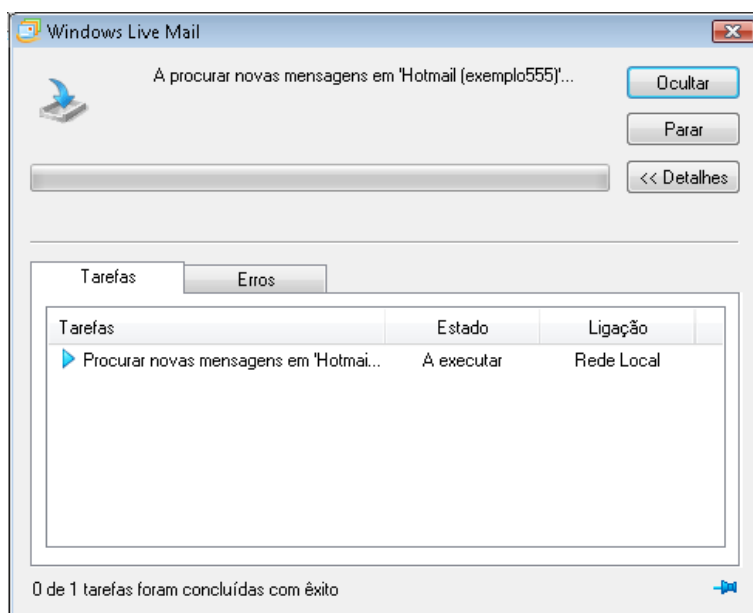 Windows Live Mail
A procurar novas mensagens em 'Hotmail (exemplo555)'...
Ocultar
Parar
<< Detalhes
Tarefas Erros
Tarefas Estado Ligação
Procurar novas mensagens em 'Hotmai... A executar Rede Local
0 de 1 tarefas foram concluídas com êxito